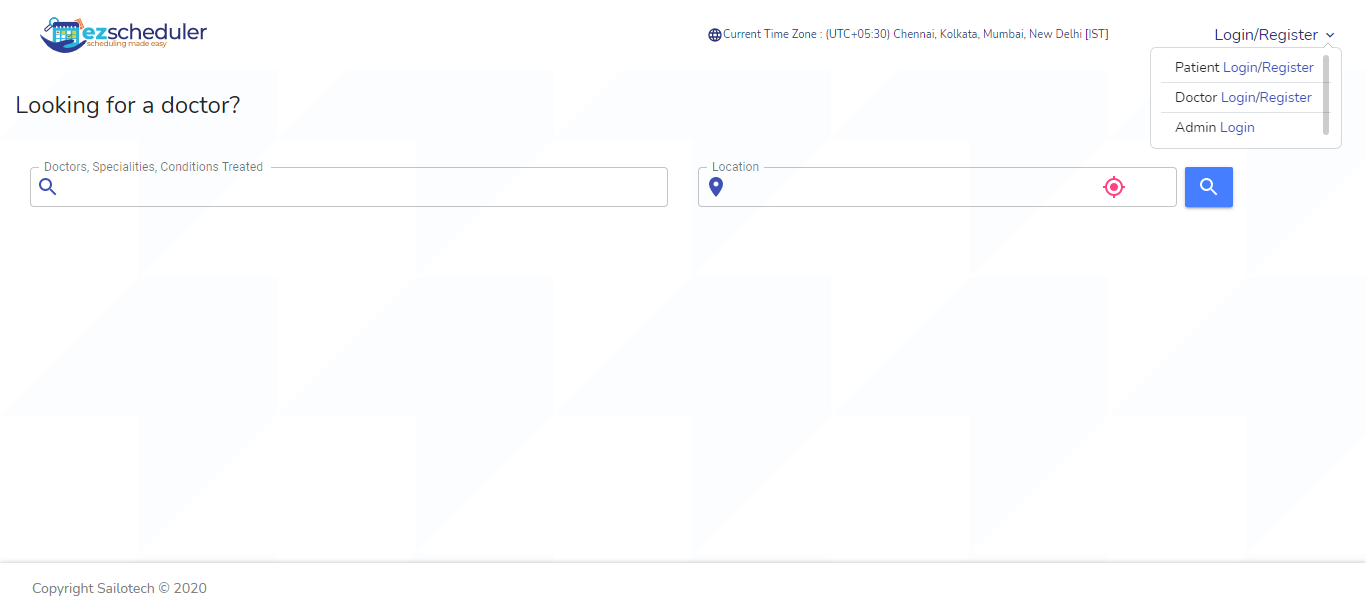 ezscheduler
scheduling made easy
Current Time Zone : (UTC+05:30) Chennai, Kolkata, Mumbai, New Delhi [IST]
Login/Register
Patient Login/Register
Doctor Login/Register
Admin Login
Looking for a doctor?
Doctors, Specialities, Conditions Treated
Location
Copyright Sailotech © 2020